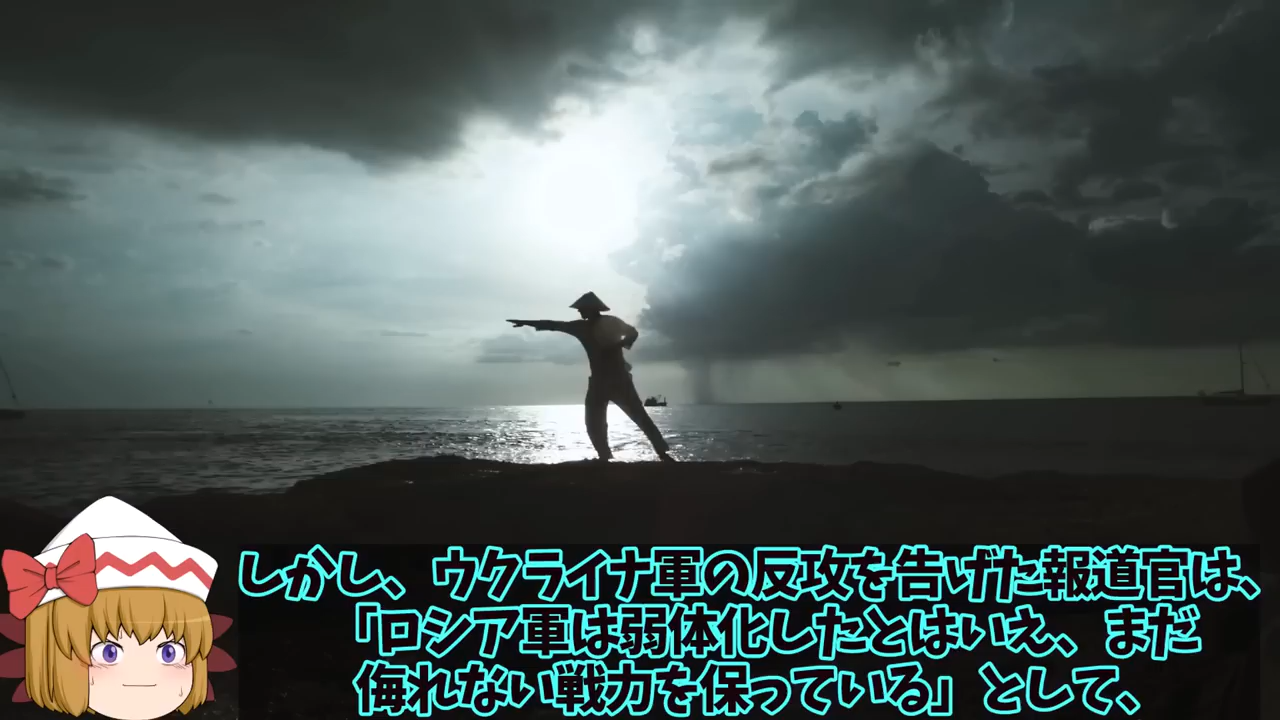 しかし、ウクライナ軍の反攻を告げた報道官は、
「ロシア軍は弱体化したとはいえ、まだ
侮れない戦力を保っている」として、